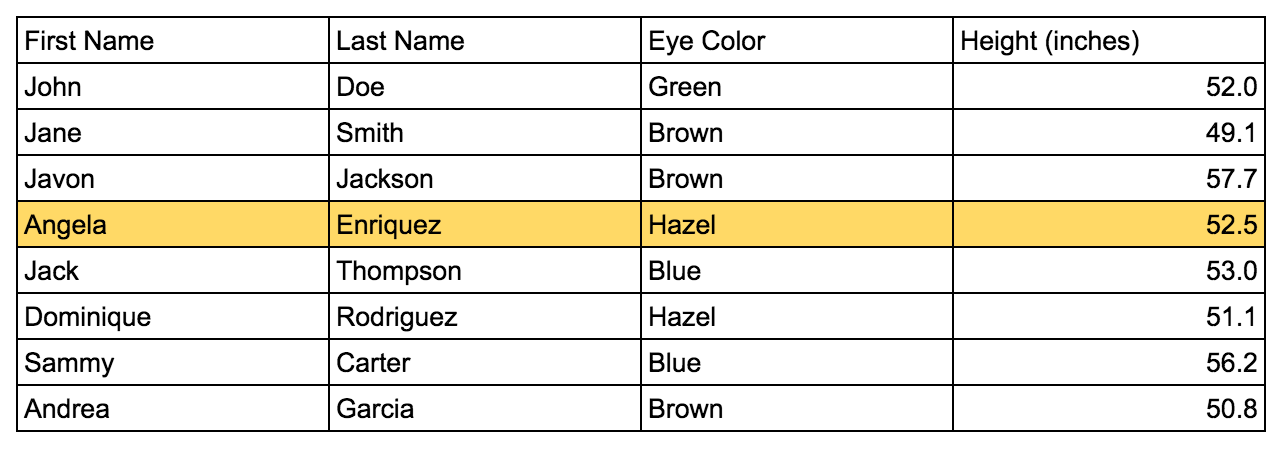 First Name Last Name Eye Color Height (inches)
John Doe Green 52.0
Jane Smith Brown 49.1
Javon Jackson Brown 57.7
Angela Enriquez Hazel 52.5
Jack Thompson Blue 53.0
Dominique Rodriguez Hazel 51.1
Sammy Carter Blue 56.2
Andrea Garcia Brown 50.8